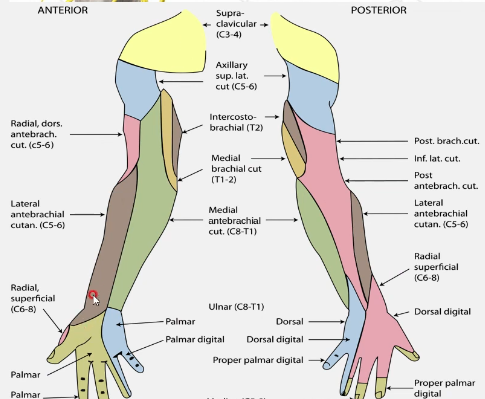 ANTERIOR
POSTERIOR
Supra-
clavicular
(C3-4)
Axillary
sup. lat.
cut (C5-6)
Intercosto-
brachial (T2)
Medial
brachial cut
(T1-2)
Medial
antebrachial
cut. (C8-T1)
Ulnar (C8-T1)
Radial, dors.
antebrach.
cut. (c5-6)
Lateral
antebrachial
cutan. (C5-6)
Radial,
superficial
(C6-8)
Palmar
Palmar digital
Palmar
Palmar
Post. brach.cut.
Inf. lat. cut.
Post
antebrach. cut.
Lateral
antebrachial
cutan. (C5-6)
Radial
superficial
(C6-8)
Dorsal digital
Dorsal
Dorsal digital
Proper palmar digital
Proper palmar
digital